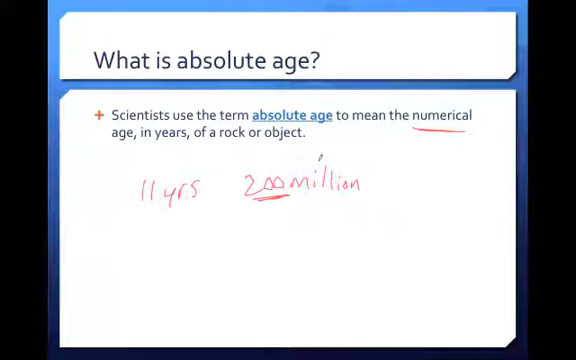 What is absolute age?
+ Scientists use the term absolute age to mean the numerical
age, in years, of a rock or object.
11 yrs 200 million